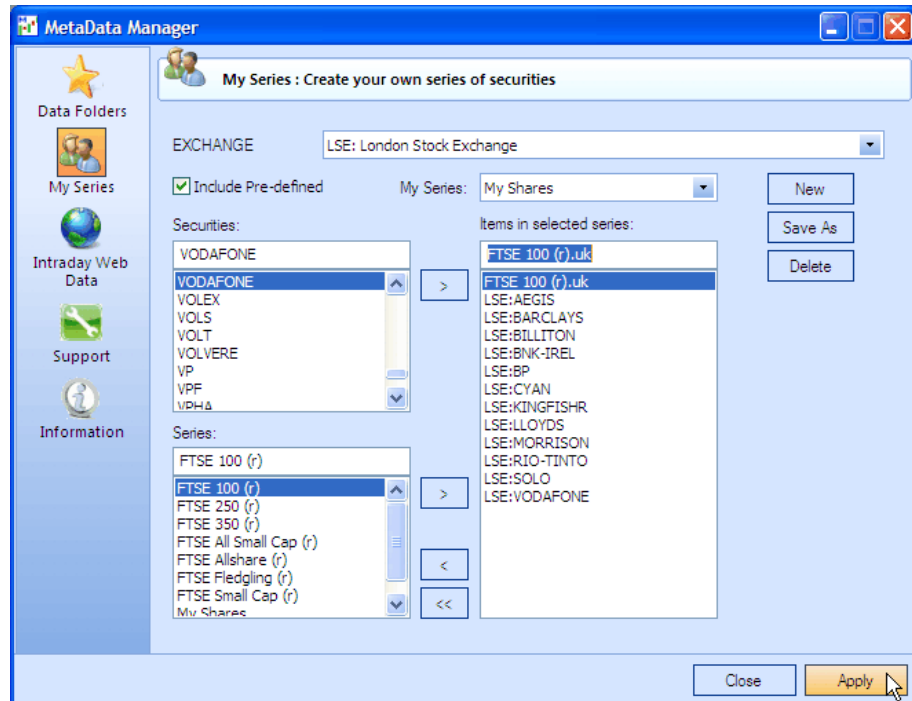 MetaData Manager
Data Folders
My Series
Intraday Web
Data
Support
Information
My Series : Create your own series of securities
EXCHANGE
LSE: London Stock Exchange
Include Pre-defined
My Series:
My Shares
New
Save As
Delete
Securities:
VODAFONE
VODAFONE
VOLEX
VOLS
VOLT
VOLVERE
VP
VPF
VPHA
>
Series:
FTSE 100 (r)
FTSE 100 (r)
FTSE 250 (r)
FTSE 350 (r)
FTSE All Small Cap (r)
FTSE Allshare (r)
FTSE Fledgling (r)
FTSE Small Cap (r)
My Shares
>
<
<<
Items in selected series:
FTSE 100 (r).uk
FTSE 100 (r).uk
LSE:AEGIS
LSE:BARCLAYS
LSE:BILLITON
LSE:BNK-IREL
LSE:BP
LSE:CYAN
LSE:KINGFISHR
LSE:LLOYDS
LSE:MORRISON
LSE:RIO-TINTO
LSE:SOLO
LSE:VODAFONE
Close
Apply